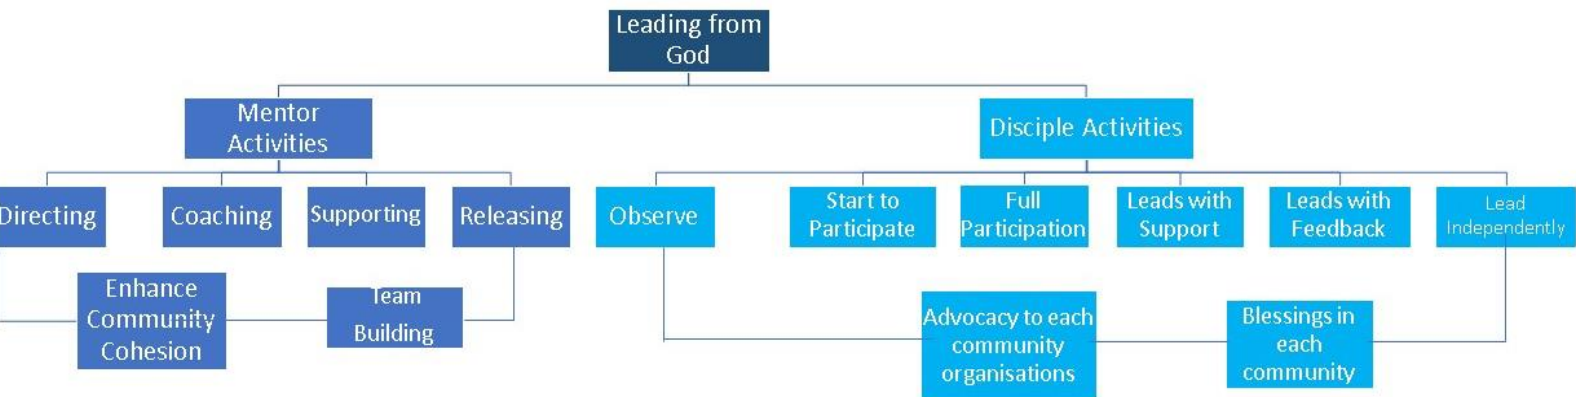 Leading from
God
Mentor
Activities
Disciple Activities
Directing
Coaching
Supporting
Releasing
Observe
Start to
Participate
Full
Participation
Leads with
Support
Leads with
Feedback
Lead
Independently
Enhance
Community
Cohesion
Team
Building
Advocacy to each
community
organisations
Blessings in
each
community